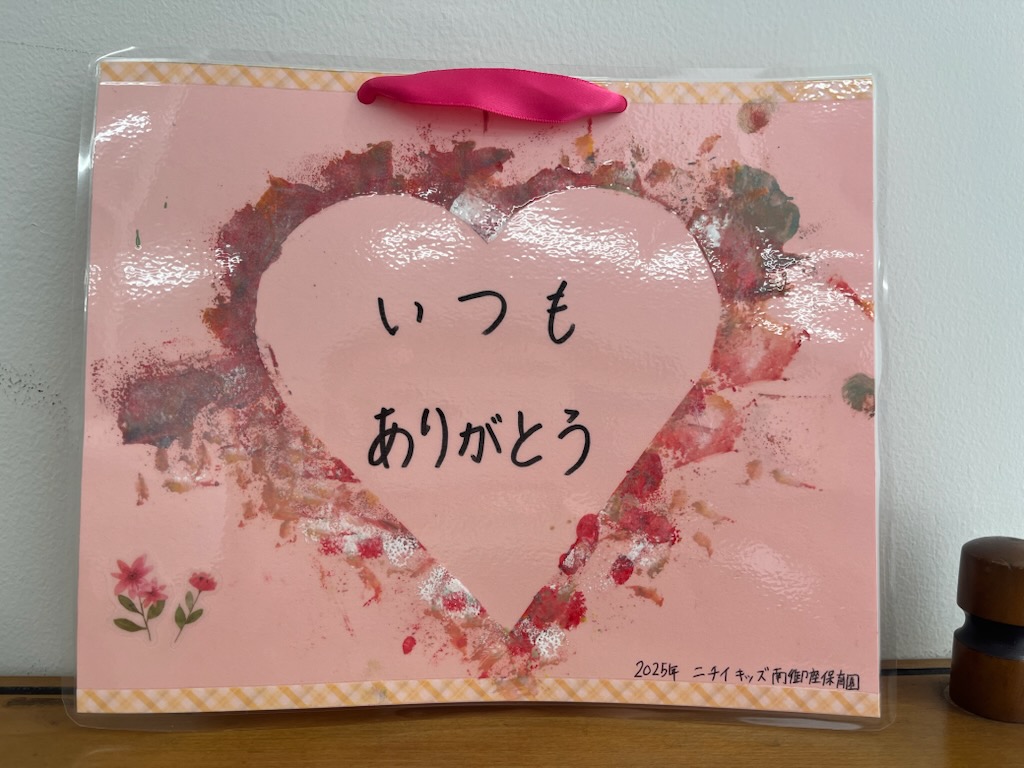 いつも
ありがとう
2025年 ニチイキッズ南御座保育園